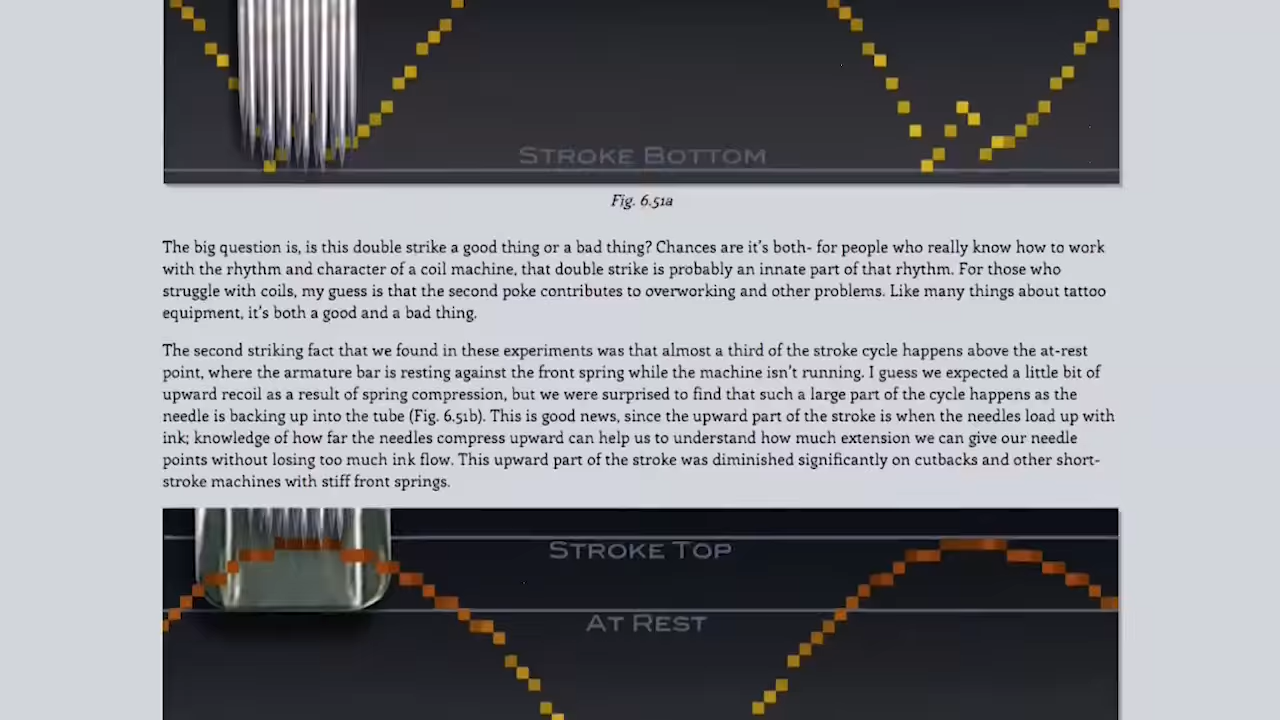 STROKE BOTTOM
Fig. 6.51a
The big question is, is this double strike a good thing or a bad thing? Chances are it's both- for people who really know how to work
with the rhythm and character of a coil machine, that double strike is probably an innate part of that rhythm. For those who
struggle with coils, my guess is that the second poke contributes to overworking and other problems. Like many things about tattoo
equipment, it's both a good and a bad thing.
The second striking fact that we found in these experiments was that almost a third of the stroke cycle happens above the at-rest
point, where the armature bar is resting against the front spring while the machine isn't running. I guess we expected a little bit of
upward recoil as a result of spring compression, but we were surprised to find that such a large part of the cycle happens as the
needle is backing up into the tube (Fig. 6.51b). This is good news, since the upward part of the stroke is when the needles load up with
ink; knowledge of how far the needles compress upward can help us to understand how much extension we can give our needle
points without losing too much ink flow. This upward part of the stroke was diminished significantly on cutbacks and other short-
stroke machines with stiff front springs.
STROKE TOP
AT REST